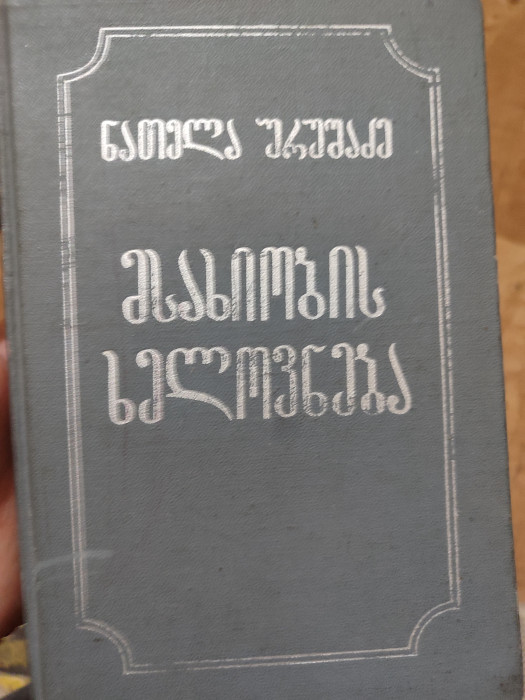 ნათელა ურუშაძე
მსახიობის
ხელოვნება